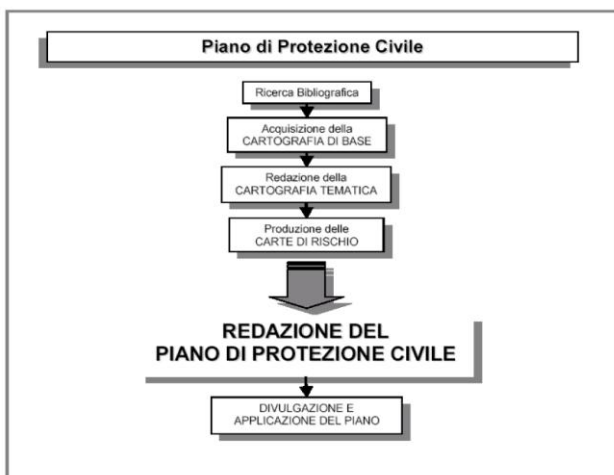 Piano di Protezione Civile
Ricerca Bibliografica
Acquisizione della
CARTOGRAFIA DI BASE
Redazione della
CARTOGRAFIA TEMATICA
Produzione delle
CARTE DI RISCHIO
REDAZIONE DEL
PIANO DI PROTEZIONE CIVILE
DIVULGAZIONE E
APPLICAZIONE DEL PIANO